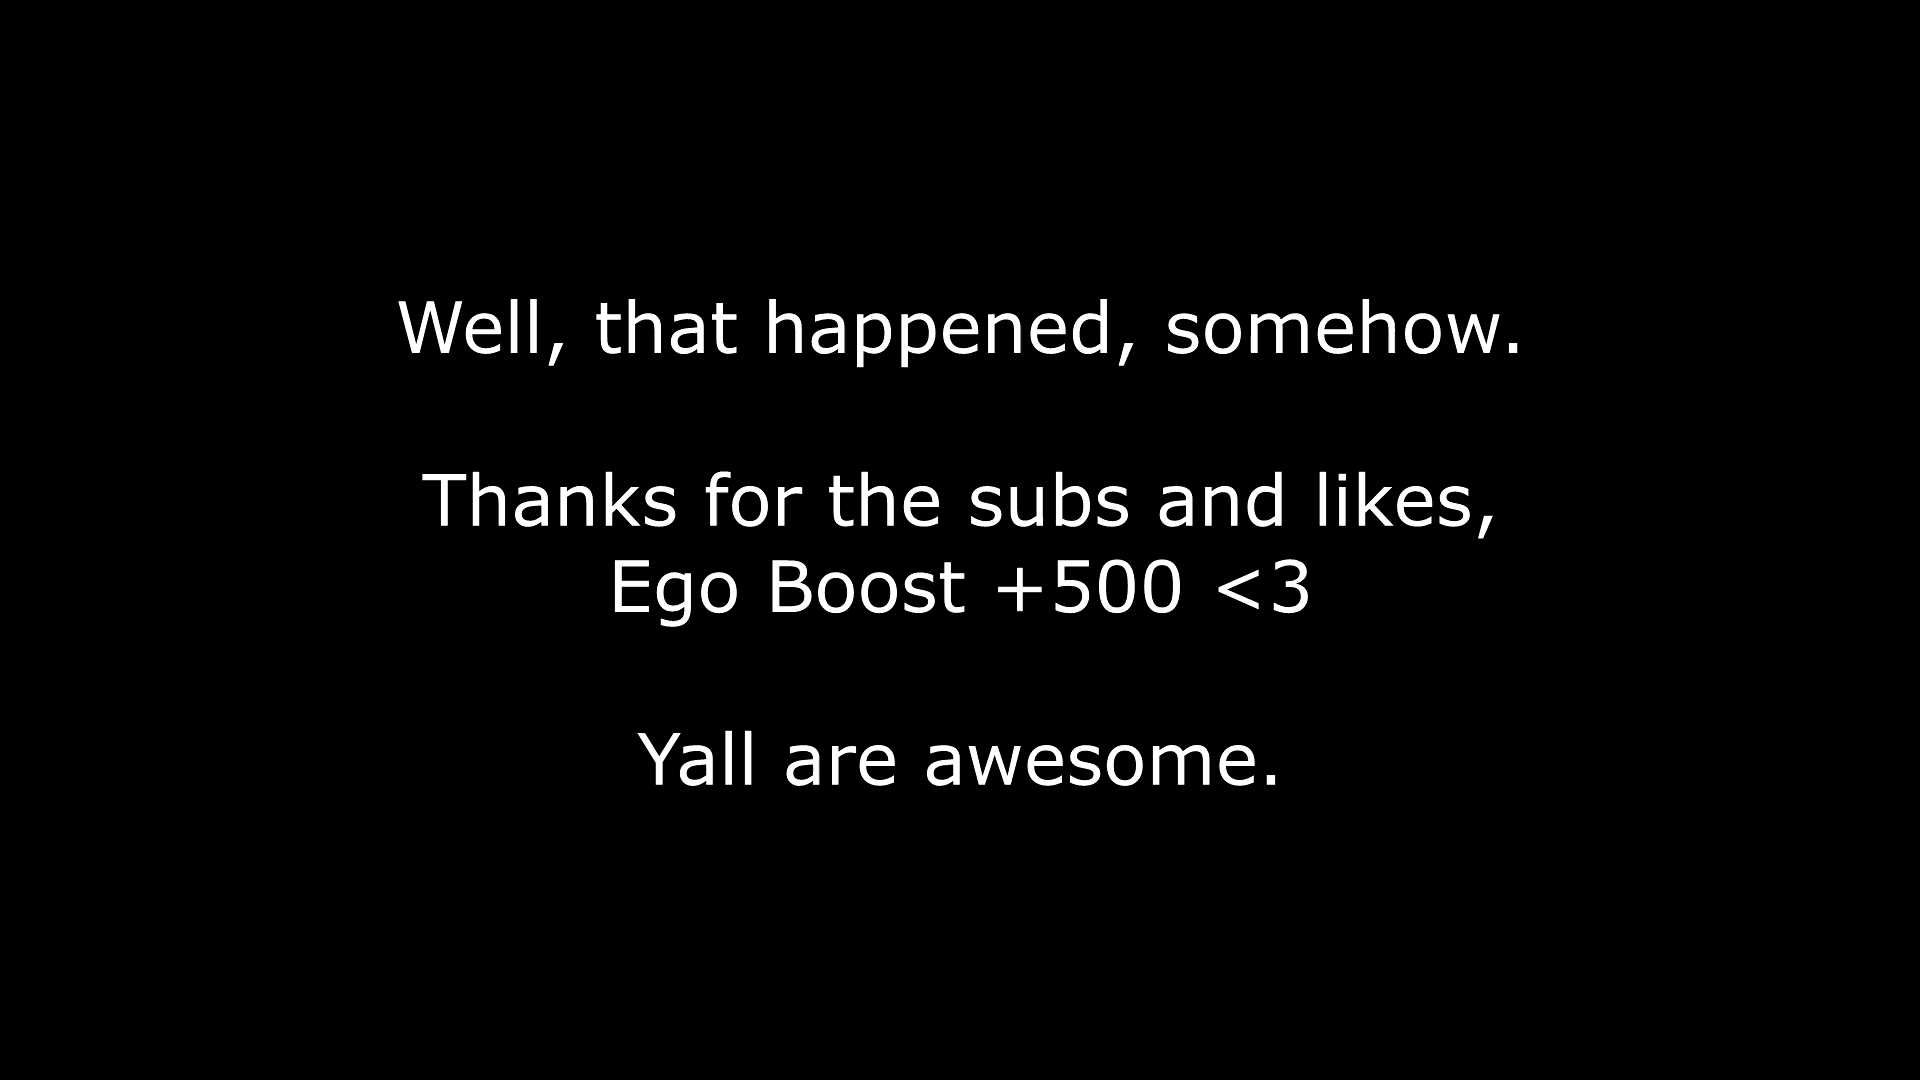 Well, that happened, somehow.
Thanks for the subs and likes,
Ego Boost +500 <3
Yall are awesome.